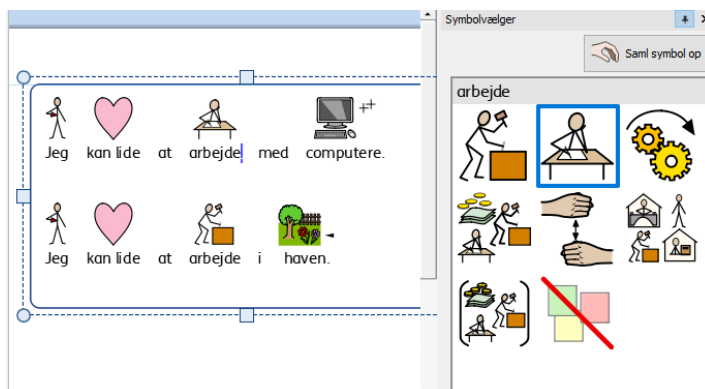 Symbolvælger
Saml symbol op
arbejde
Jeg kan lide at arbejde med computere.
Jeg kan lide at arbejde i haven.